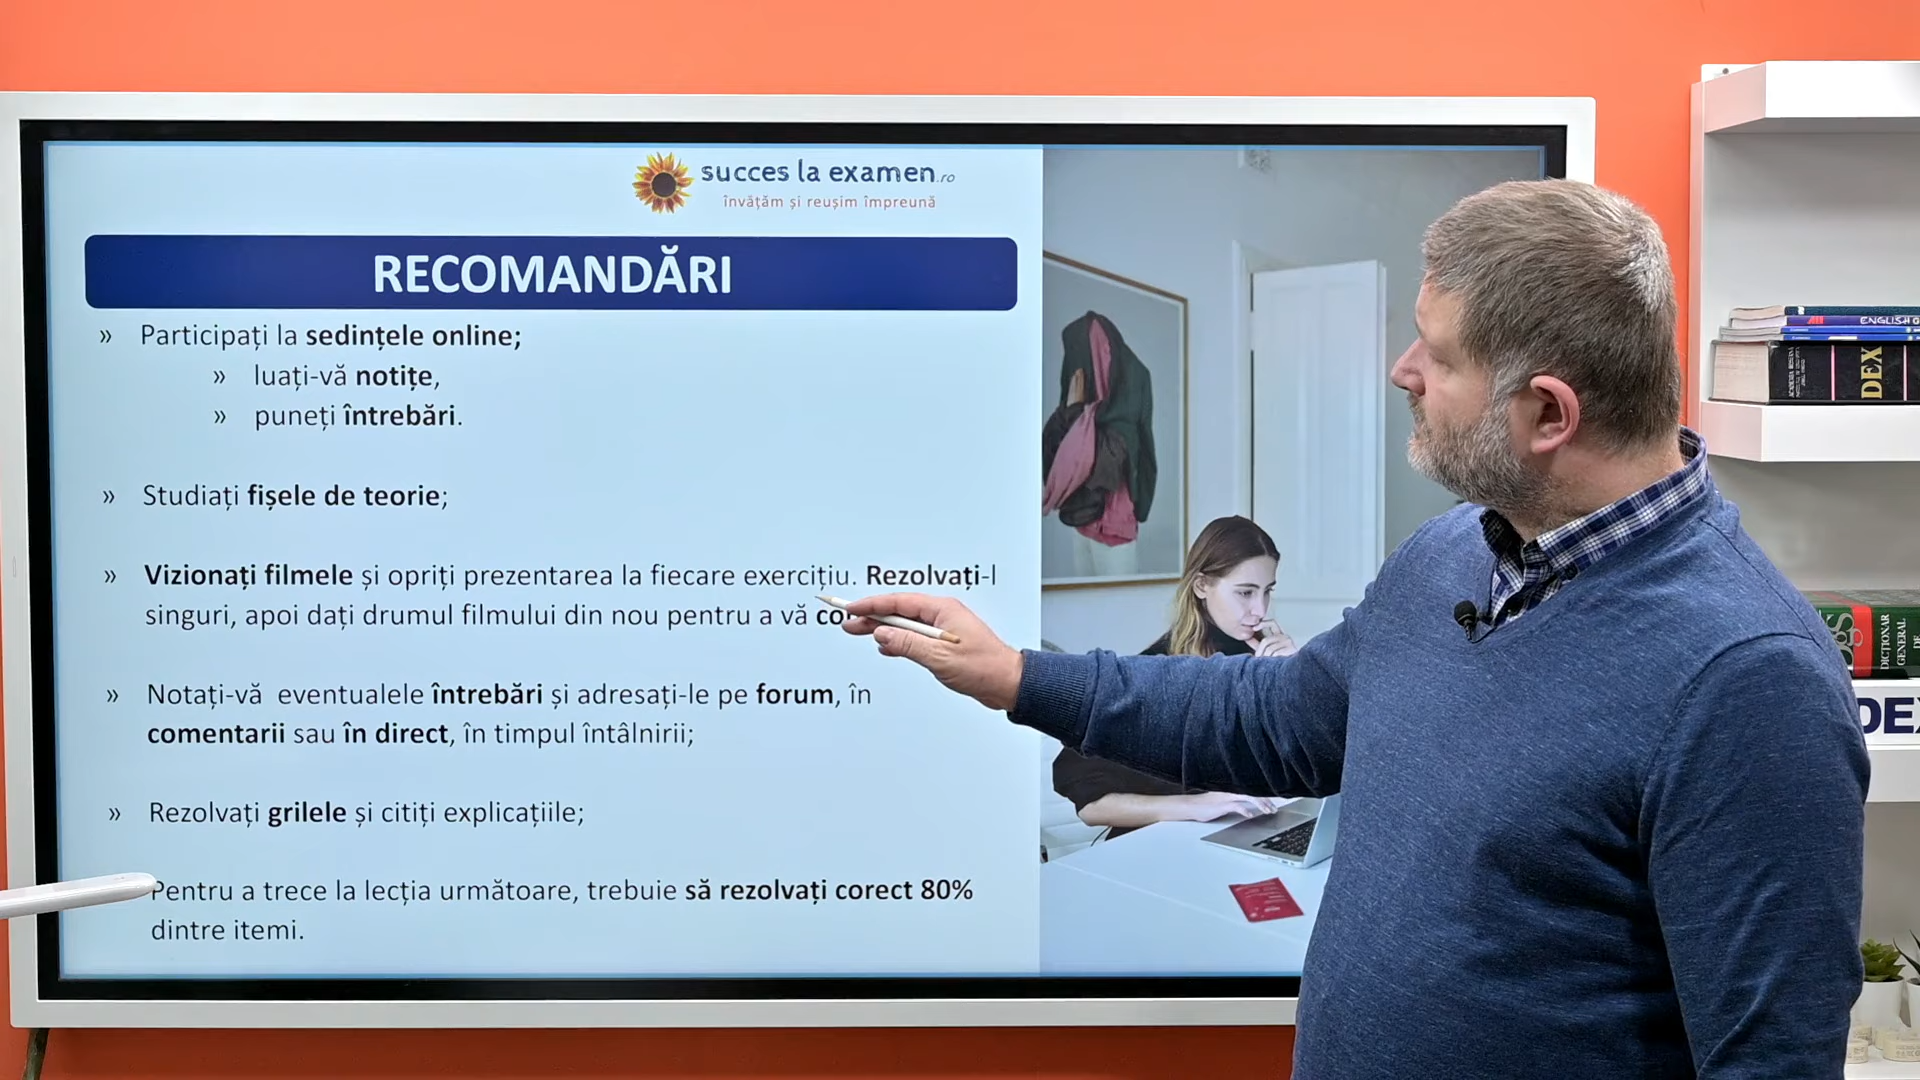 succes la examen.ro
învățăm și reușim împreună
RECOMANDĂRI
» Participați la sedințele online;
» luați-vă notițe,
» puneți întrebări.
» Studiați fișele de teorie;
» Vizionați filmele și opriți prezentarea la fiecare exercițiu. Rezolvați-l
singuri, apoi dați drumul filmului din nou pentru a vă
» Notați-vă eventualele întrebări și adresați-le pe forum, în
comentarii sau în direct, în timpul întâlnirii;
» Rezolvați grilele și citiți explicațiile;
Pentru a trece la lecția următoare, trebuie să rezolvați corect 80%
dintre itemi.
ENGLISH
DEX
DICȚIONAR
GENERAL
DE
DEX